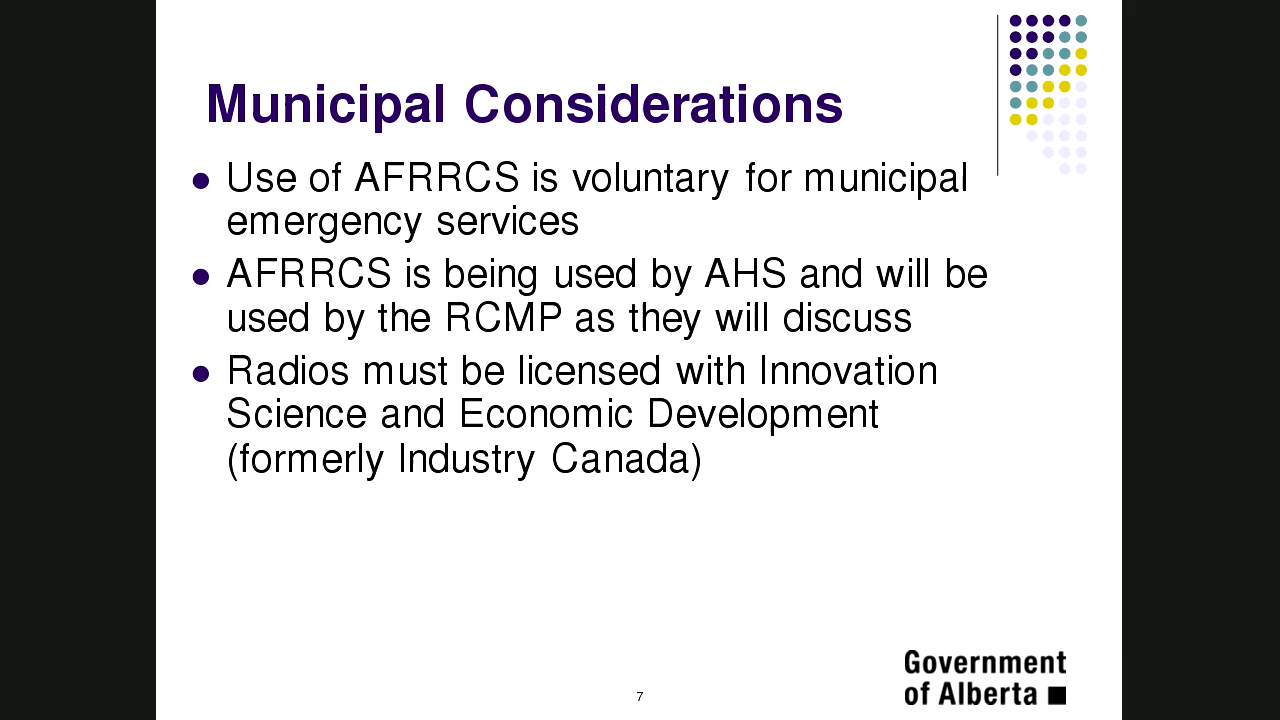 Municipal Considerations
Use of AFRRCS is voluntary for municipal
emergency services
AFRRCS is being used by AHS and will be
used by the RCMP as they will discuss
Radios must be licensed with Innovation
Science and Economic Development
(formerly Industry Canada)
7
Government
of Alberta